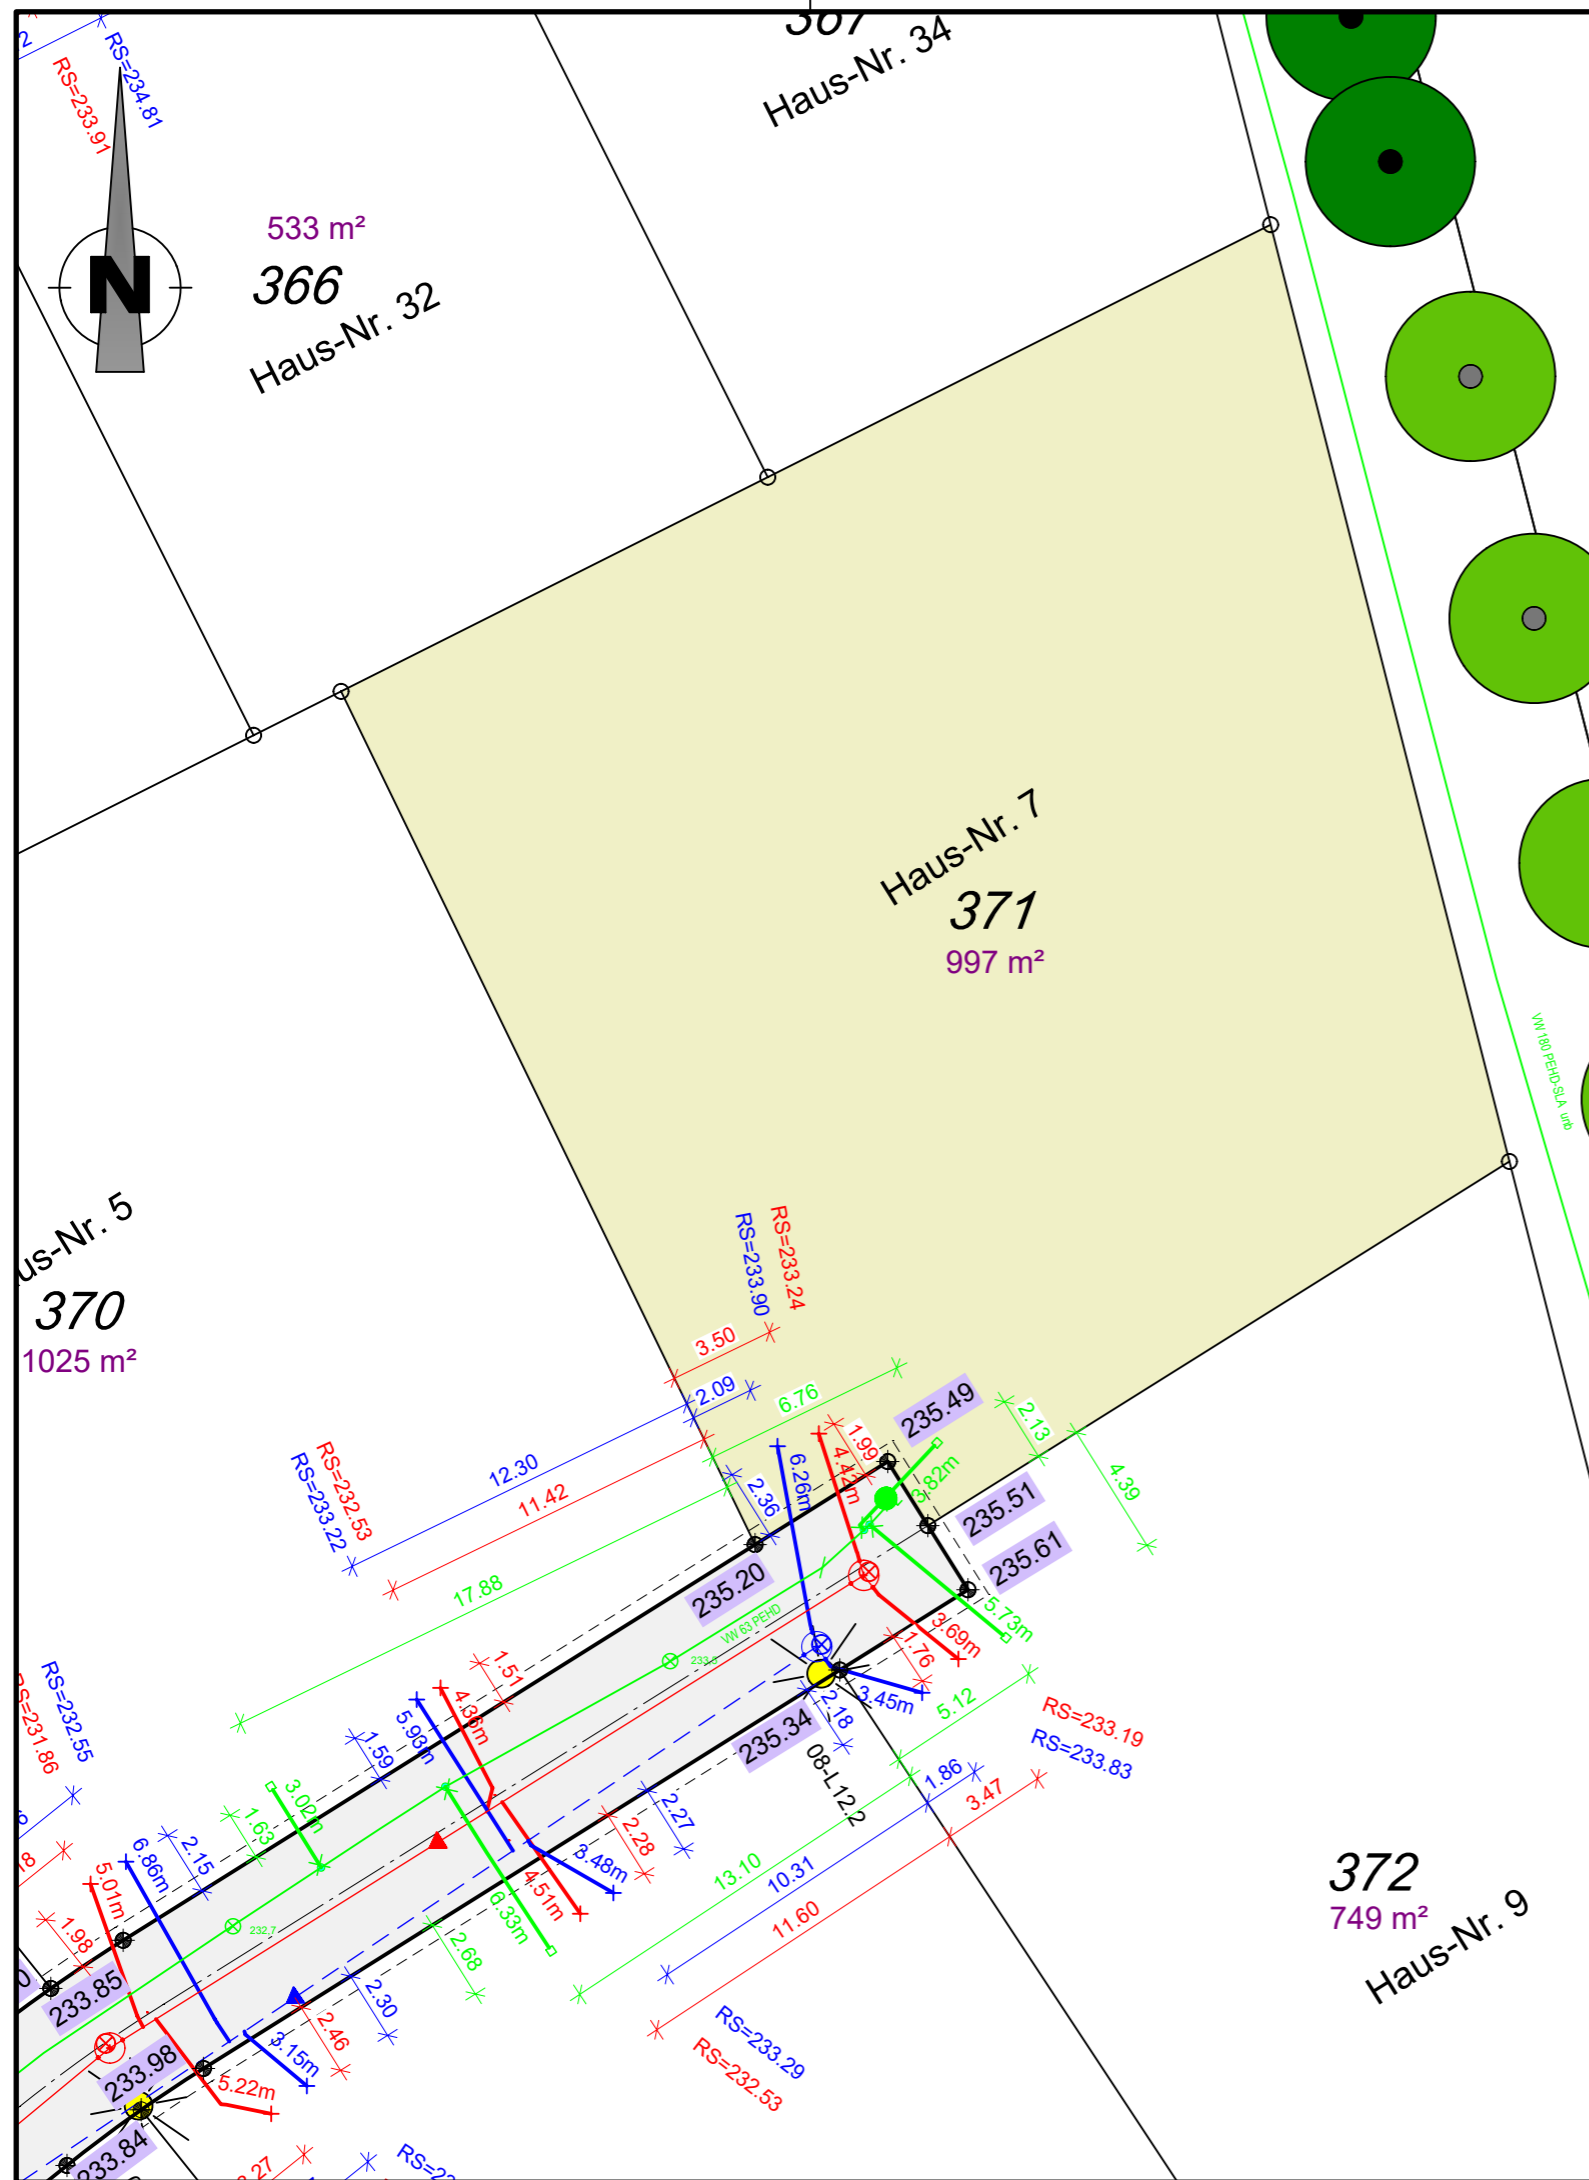 367
Haus-Nr. 34
2
RS=234.81
RS=233.91
N
533 m²
366
Haus-Nr. 32
Haus-Nr. 7
371
997 m²
VW 180 PEHD-SLA unb
us-Nr. 5
370
1025 m²
RS=233.90
RS=233.24
3.50
2.09
6.76
12.30
11.42
17.88
RS=232.53
RS=233.22
2.36
6.26m
4.42m
1.99
235.49
3.82m
2.13
4.39
235.51
235.61
235.20
VW 63 PEHD
5.73m
3.69m
1.76
3.45m
2.18
5.12
235.34
08-L12.2
RS=233.19
RS=233.83
1.86
3.47
13.10
10.31
11.60
RS=233.29
RS=232.53
1.51
4.36m
5.93m
1.59
2.27
2.28
3.48m
4.51m
6.33m
2.68
RS=232.55
RS=231.86
18
3.02m
1.63
2.15
6.86m
5.01m
1.98
232,7
233.85
233.98
233.84
2.30
2.46
3.15m
5.22m
3.27
372
749 m²
Haus-Nr. 9